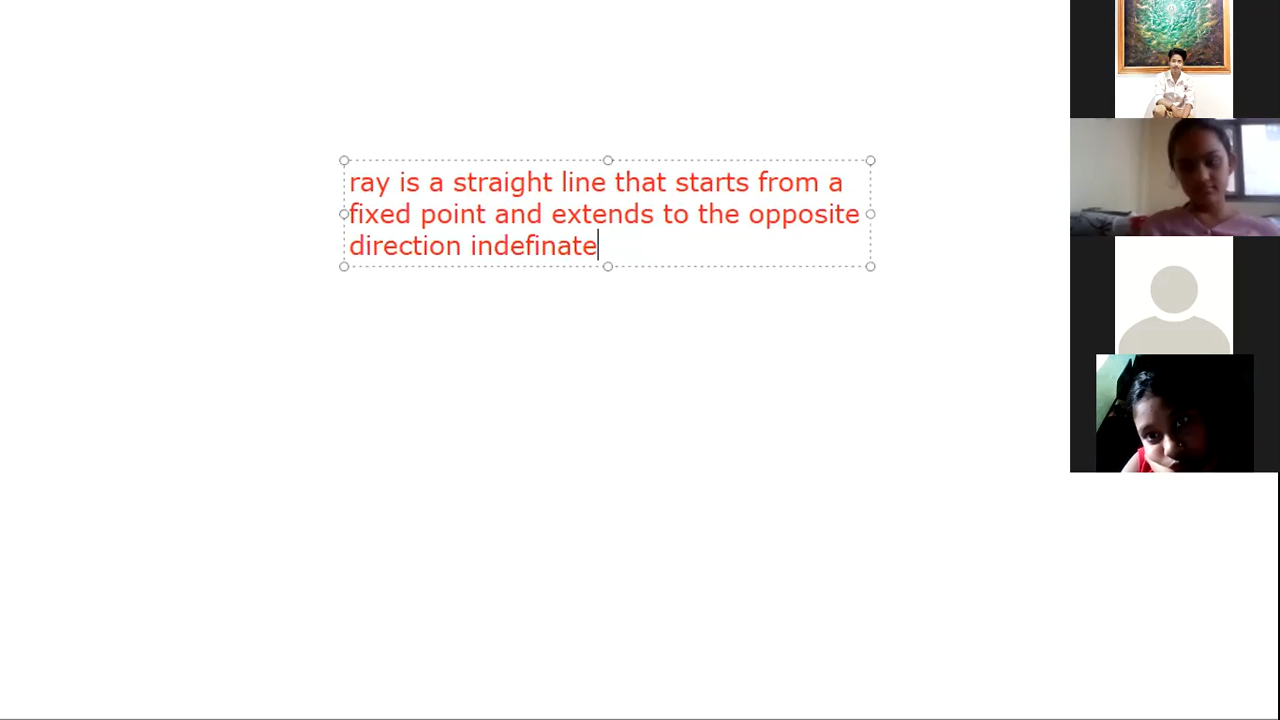 ray is a straight line that starts from a
fixed point and extends to the opposite
direction indefinate